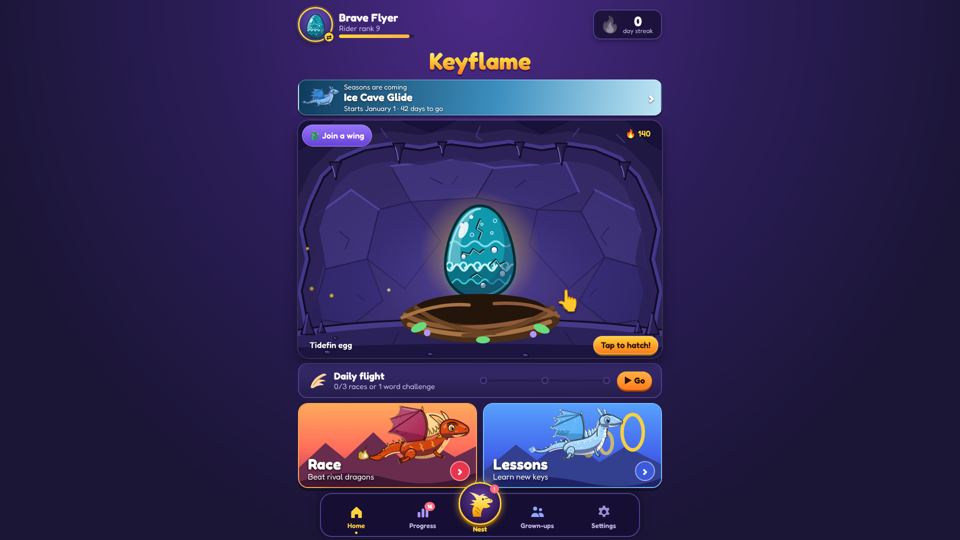 Brave Flyer
Rider rank 9
0
day streak
Keyflame
Seasons are coming
Ice Cave Glide
Starts January 1 · 42 days to go
Join a wing
140
Tidefin egg
Tap to hatch!
Daily flight
0/3 races or 1 word challenge
Go
Race
Beat rival dragons
Lessons
Learn new keys
Home
Progress
Nest
Grown-ups
Settings